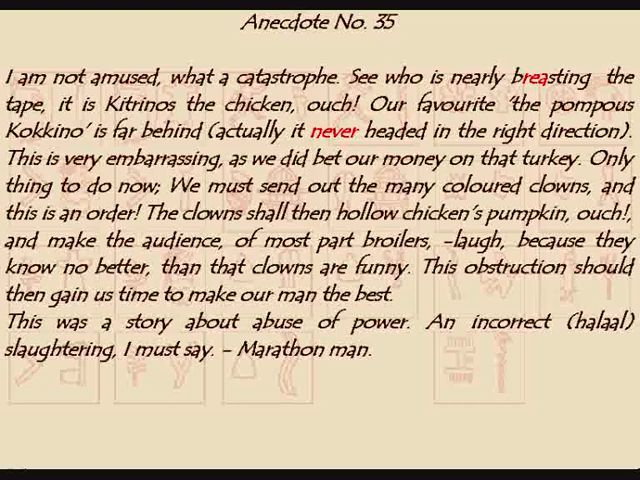 Anecdote No. 35
I am not amused, what a catastrophe. See who is nearly breasting the
tape, it is Kitrinos the chicken, ouch! Our favourite 'the pompous
Kokkino' is far behind (actually it never headed in the right direction).
This is very embarrassing, as we did bet our money on that turkey. Only
thing to do now; We must send out the many coloured clowns, and
this is an order! The clowns shall then hollow chicken's pumpkin, ouch!,
and make the audience, of most part broilers, -laugh, because they
know no better, than that clowns are funny. This obstruction should
then gain us time to make our man the best.
This was a story about abuse of power. An incorrect (halaal)
slaughtering, I must say. - Marathon man.